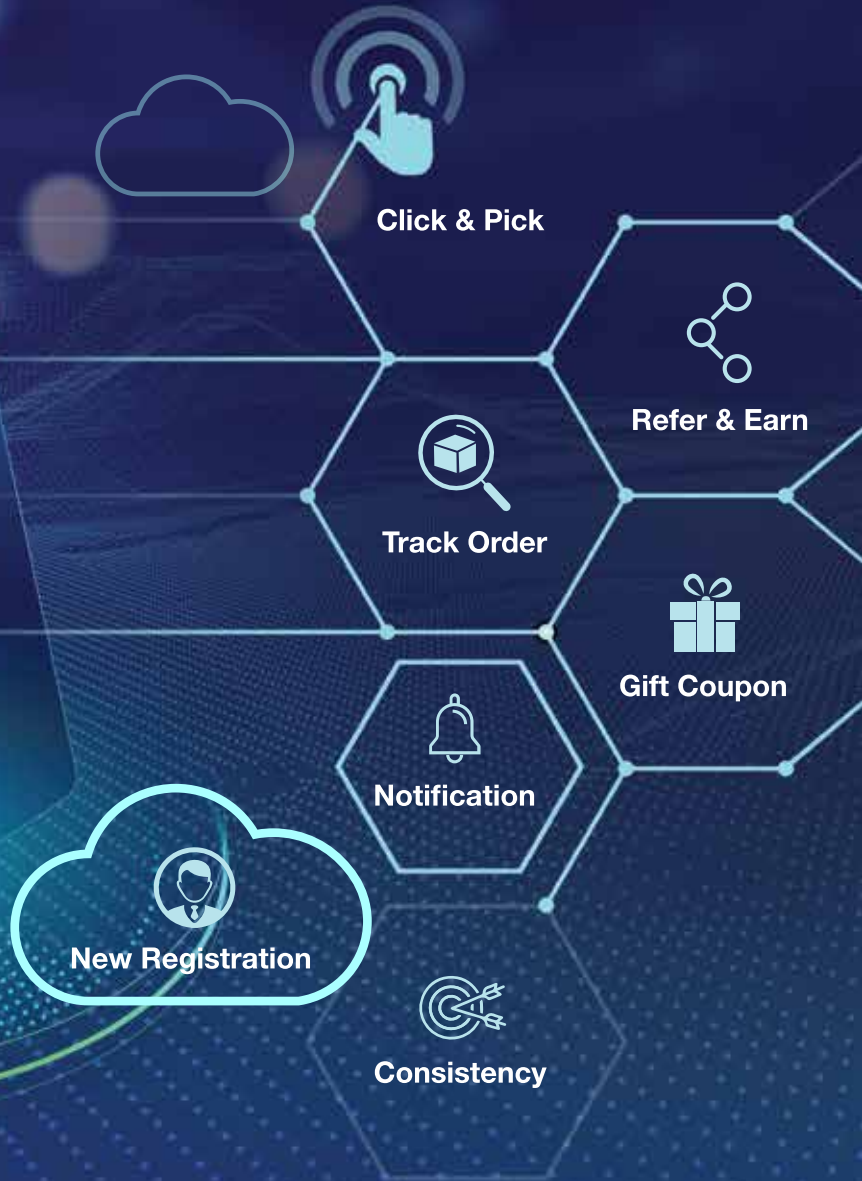 Click & Pick
Refer & Earn
Track Order
Gift Coupon
Notification
New Registration
Consistency